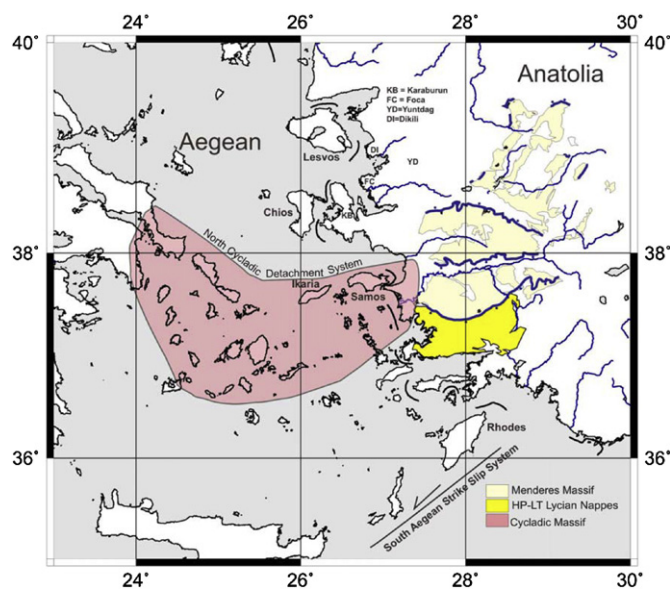 24° 26° 28° 30°
40° 40°
Anatolia
KB = Karaburun
FC = Foca
YD=Yuntdag
DI=Dikili
Aegean
Lesvos
DI
YD
FC
Chios
KB
38° 38°
North Cycladic Detachment System
Ikaria
Samos
Rhodes
36° 36°
South Aegean Strike Slip System
Menderes Massif
HP-LT Lycian Nappes
Cycladic Massif
24° 26° 28° 30°